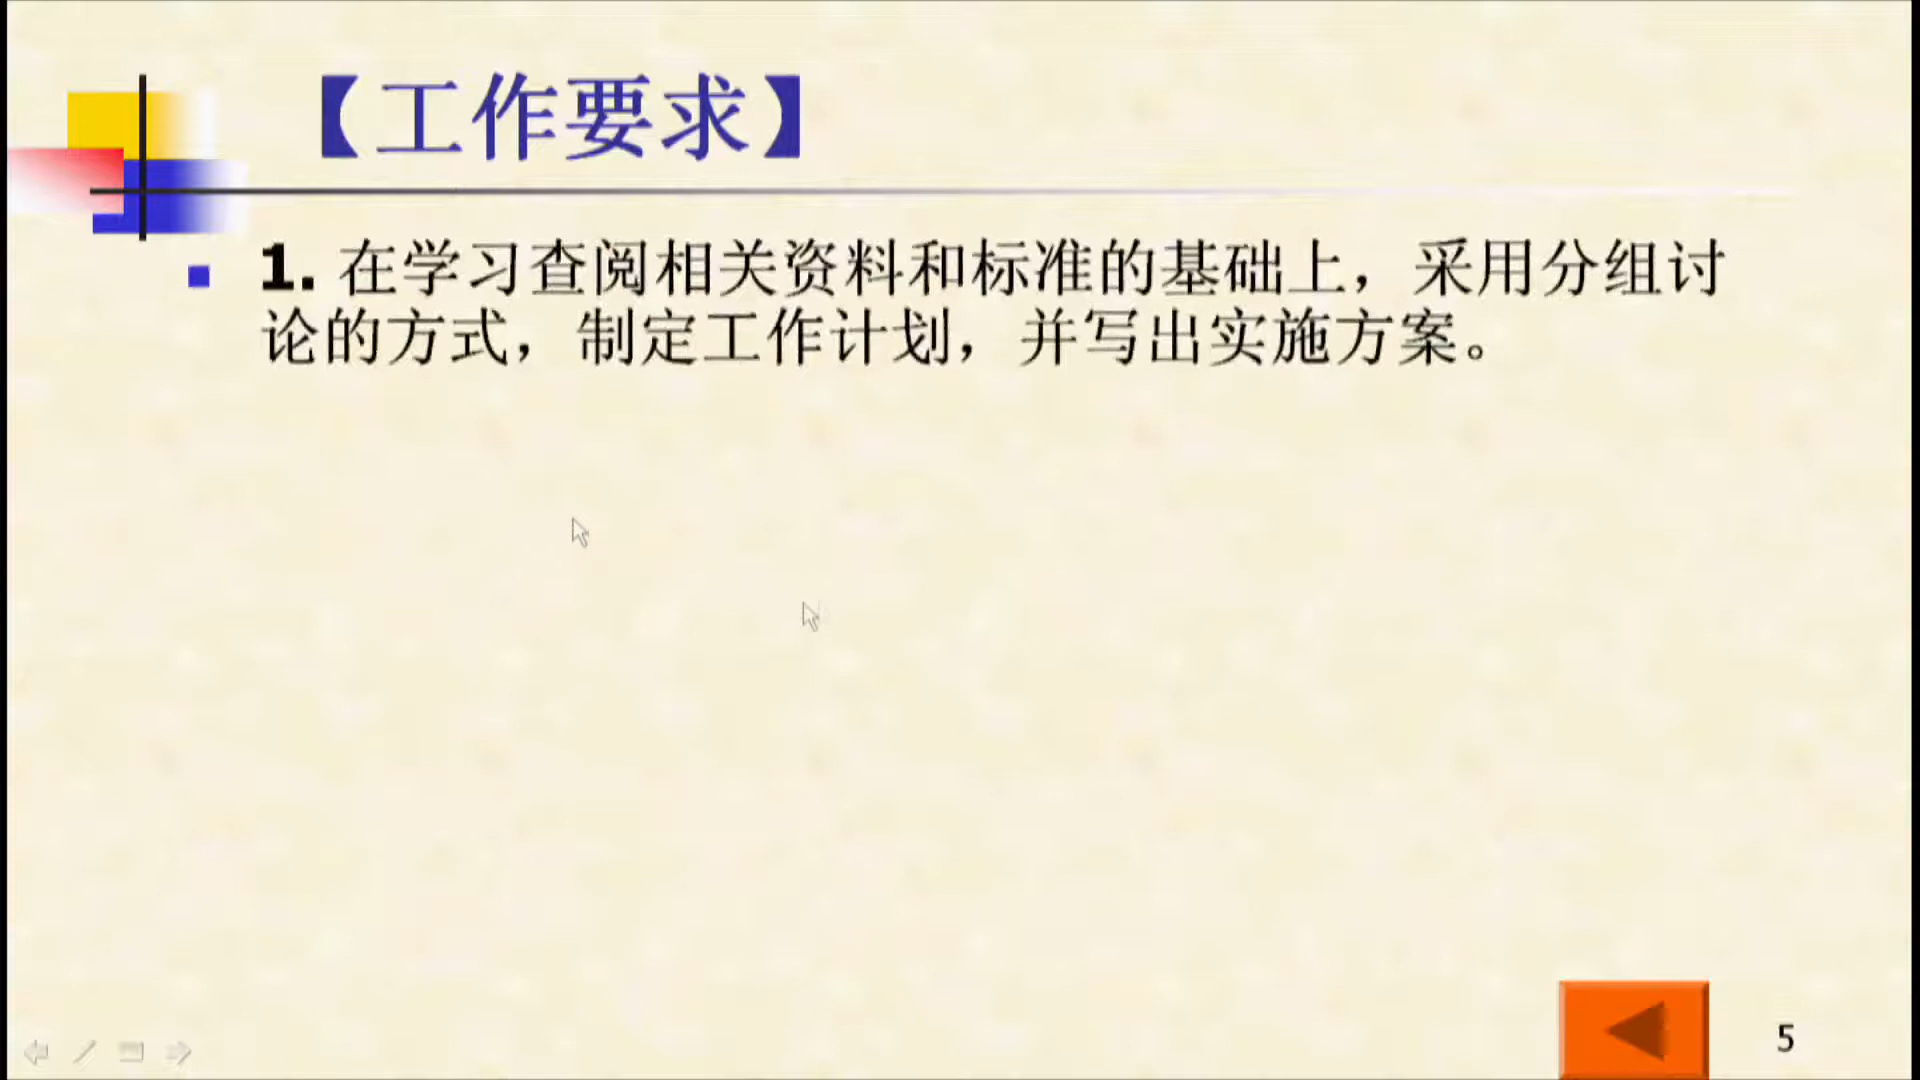 【工作要求】
1. 在学习查阅相关资料和标准的基础上，采用分组讨
论的方式，制定工作计划，并写出实施方案。
5